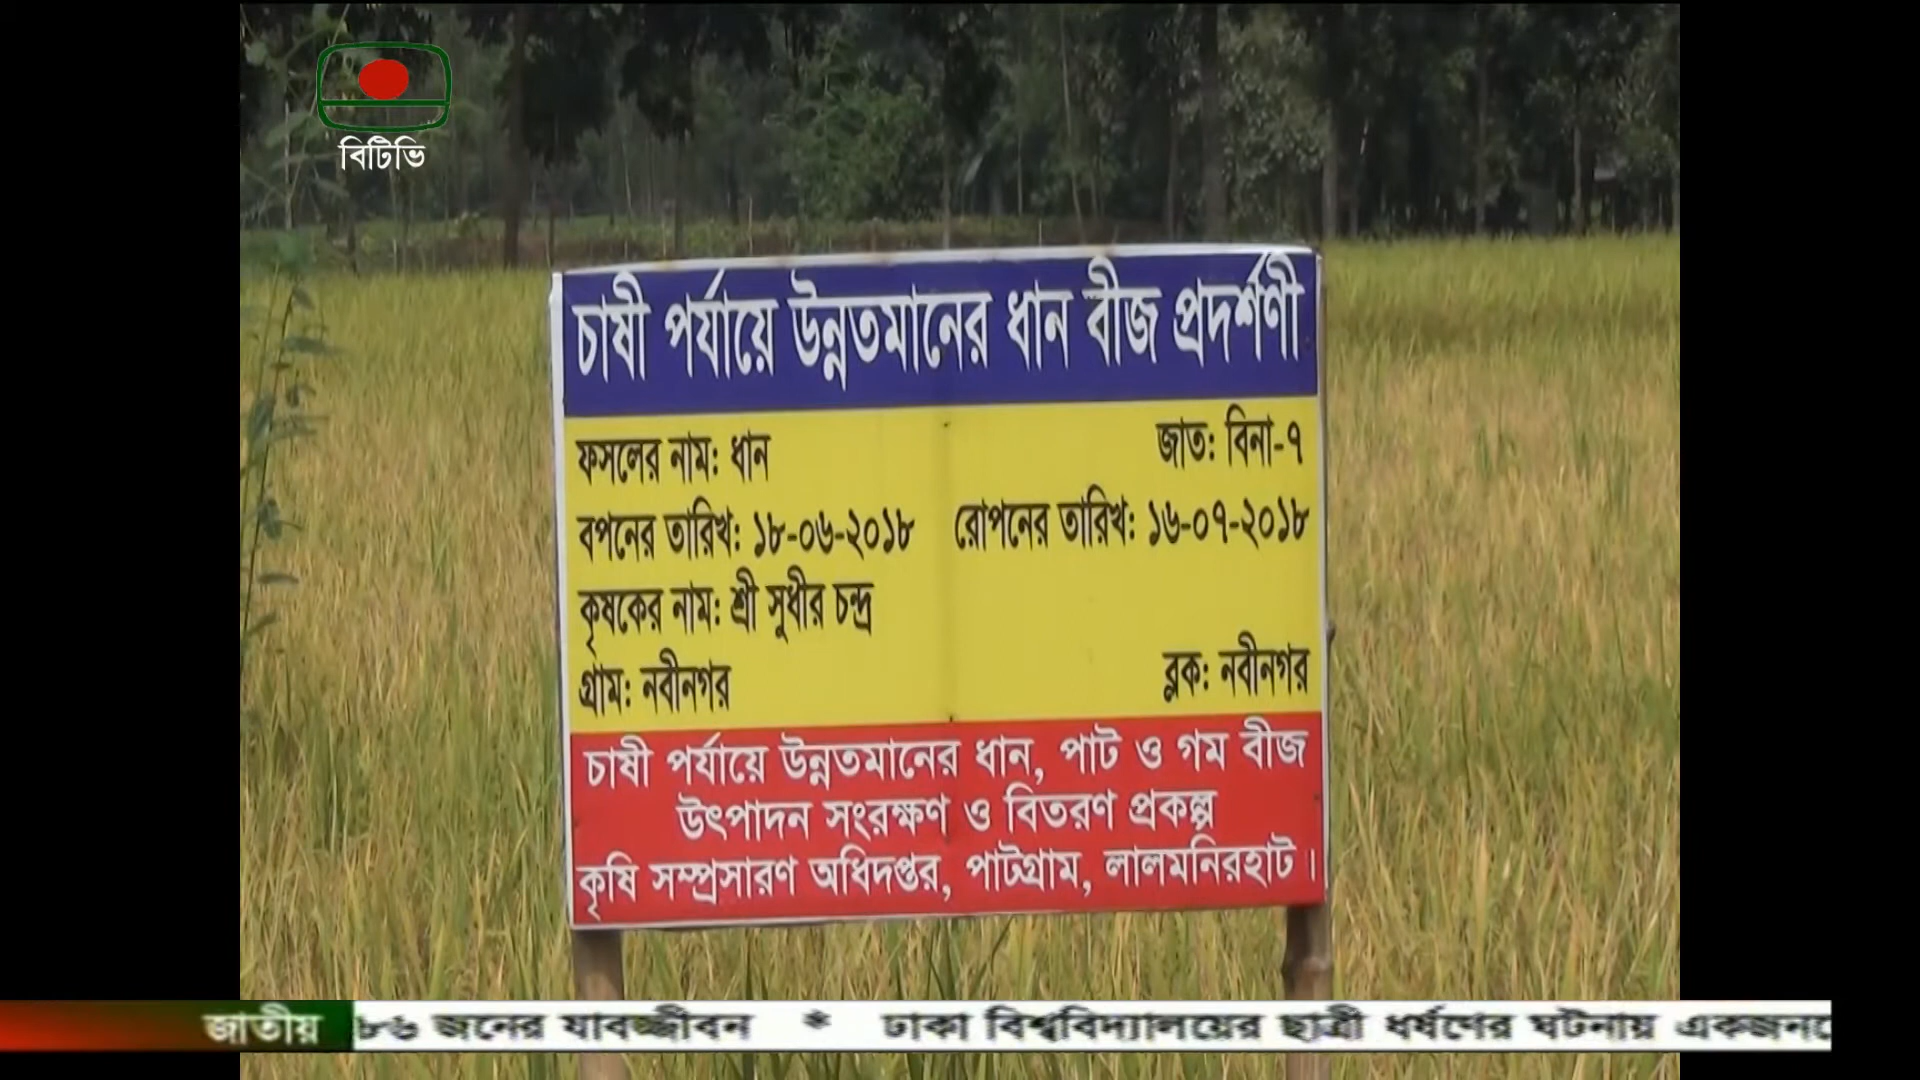 বিটিভি
চাষী পর্যায়ে উন্নতমানের ধান বীজ প্রদর্শণী
ফসলের নাম: ধান জাত: বিনা-৭
বপনের তারিখ: ১৮-০৬-২০১৮ রোপনের তারিখ: ১৬-০৭-২০১৮
কৃষকের নাম: শ্রী সুধীর চন্দ্র
গ্রাম: নবীনগর ব্লক: নবীনগর
চাষী পর্যায়ে উন্নতমানের ধান, পাট ও গম বীজ
উৎপাদন সংরক্ষণ ও বিতরণ প্রকল্প
কৃষি সম্প্রসারণ অধিদপ্তর, পাটগ্রাম, লালমনিরহাট।
জাতীয় ৮৬ জনের যাবজ্জীবন * ঢাকা বিশ্ববিদ্যালয়ের ছাত্রী ধর্ষণের ঘটনায় একজন